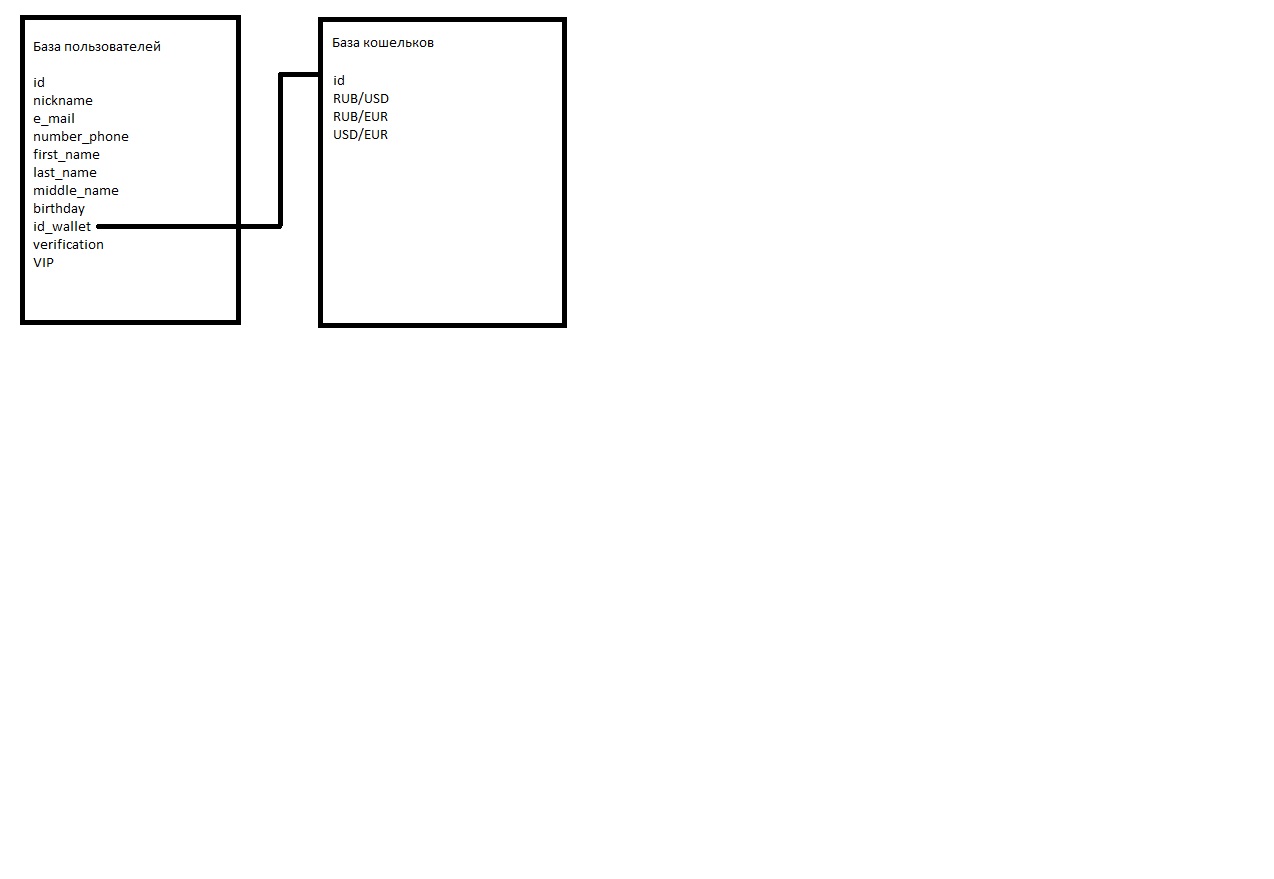 База пользователей
id
nickname
e_mail
number_phone
first_name
last_name
middle_name
birthday
id_wallet
verification
VIP
База кошельков
id
RUB/USD
RUB/EUR
USD/EUR